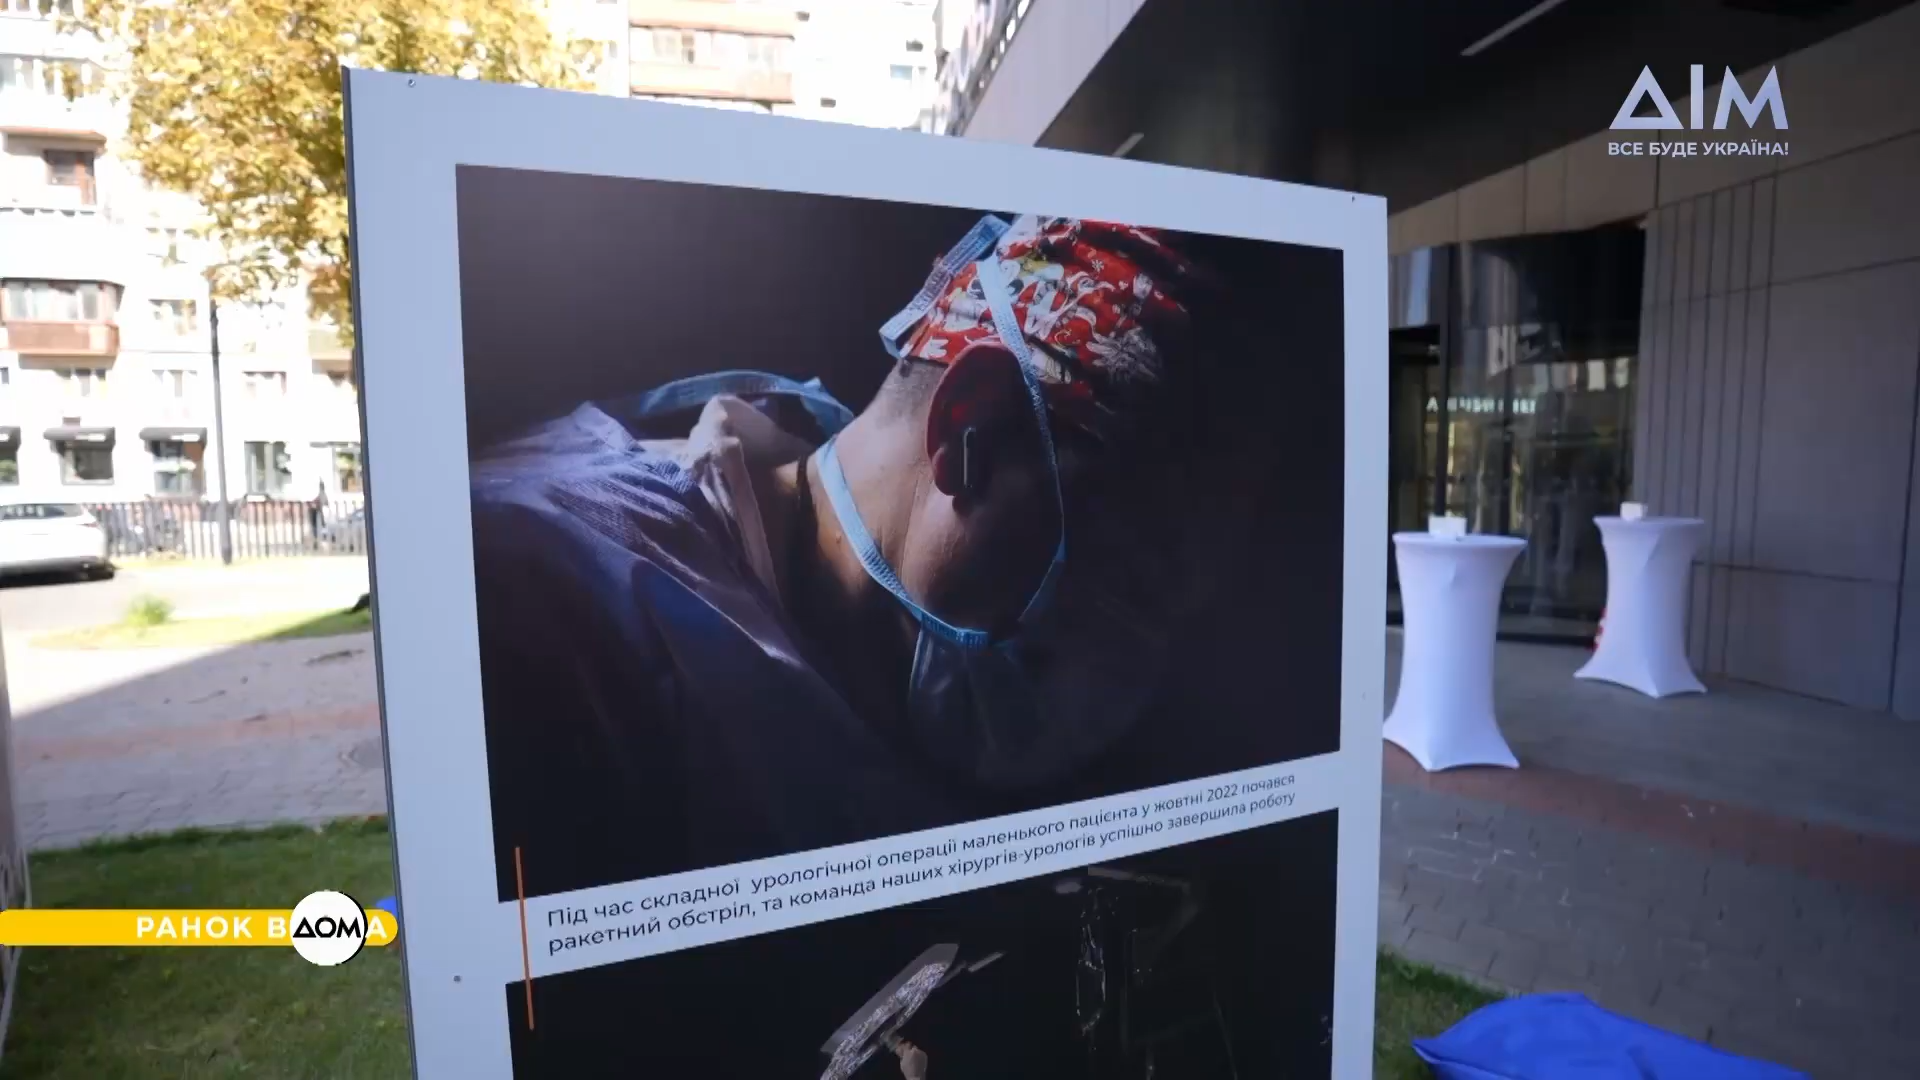 ДІМ
ВСЕ БУДЕ УКРАЇНА!
Під час складної урологічної операції маленького пацієнта у жовтні 2022 почався
ракетний обстріл, та команда наших хірургів-урологів успішно завершила роботу
РАНОК В
ДОМА